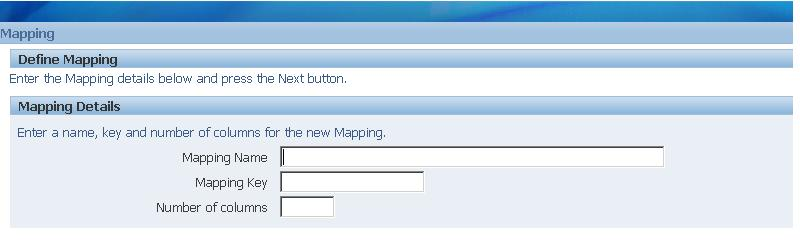 Mapping
Define Mapping
Enter the Mapping details below and press the Next button.
Mapping Details
Enter a name, key and number of columns for the new Mapping.
Mapping Name
Mapping Key
Number of columns